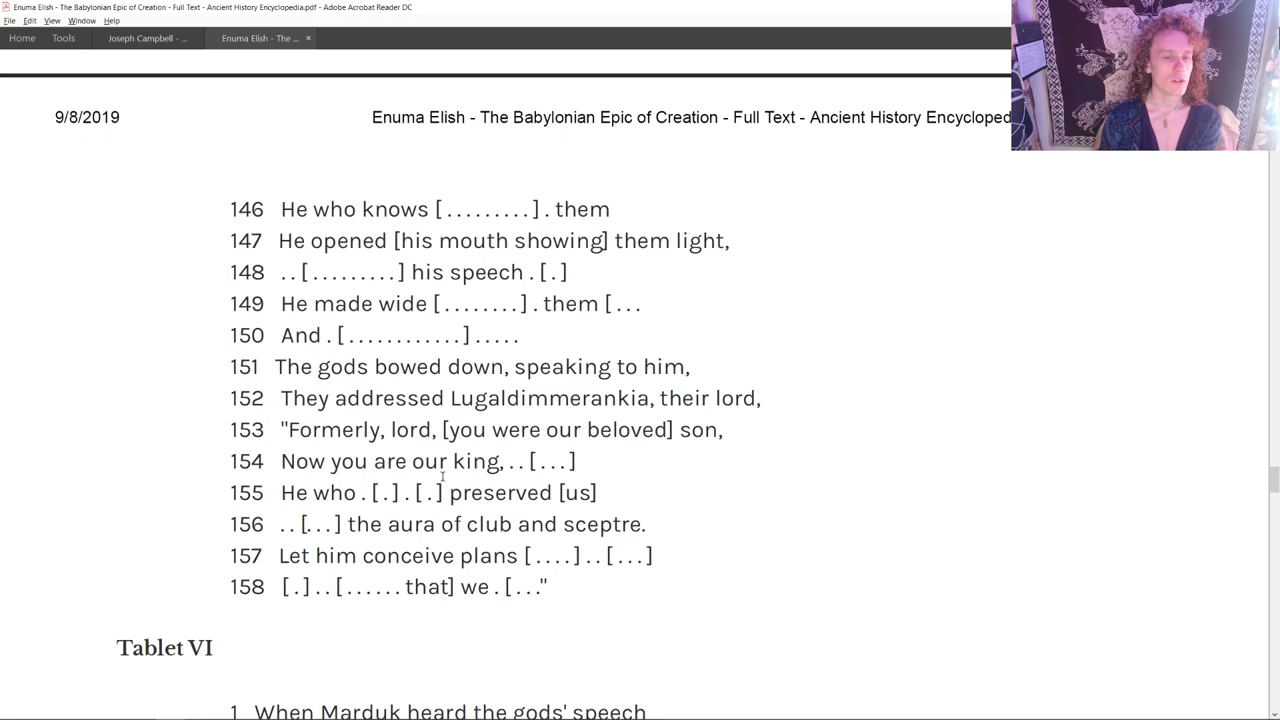 Enuma Elish - The Babylonian Epic of Creation - Full Text - Ancient History Encyclopedia.pdf - Adobe Acrobat Reader DC
File Edit View Window Help
Home Tools Joseph Campbell - ... Enuma Elish - The ... ×
9/8/2019 Enuma Elish - The Babylonian Epic of Creation - Full Text - Ancient History Encycloped
146 He who knows [ . . . . . . . . . ] . them
147 He opened [his mouth showing] them light,
148 . . [ . . . . . . . . . ] his speech . [ . ]
149 He made wide [ . . . . . . . . ] . them [ . . .
150 And . [ . . . . . . . . . . . . ] . . . . .
151 The gods bowed down, speaking to him,
152 They addressed Lugaldimmerankia, their lord,
153 "Formerly, lord, [you were our beloved] son,
154 Now you are our king, . . [ . . . ]
155 He who . [ . ] . [ . ] preserved [us]
156 . . [. . . ] the aura of club and sceptre.
157 Let him conceive plans [ . . . . ] . . [ . . . ]
158 [ . ] . . [ . . . . . . that] we . [ . . ."
Tablet VI
1 When Marduk heard the gods' speech